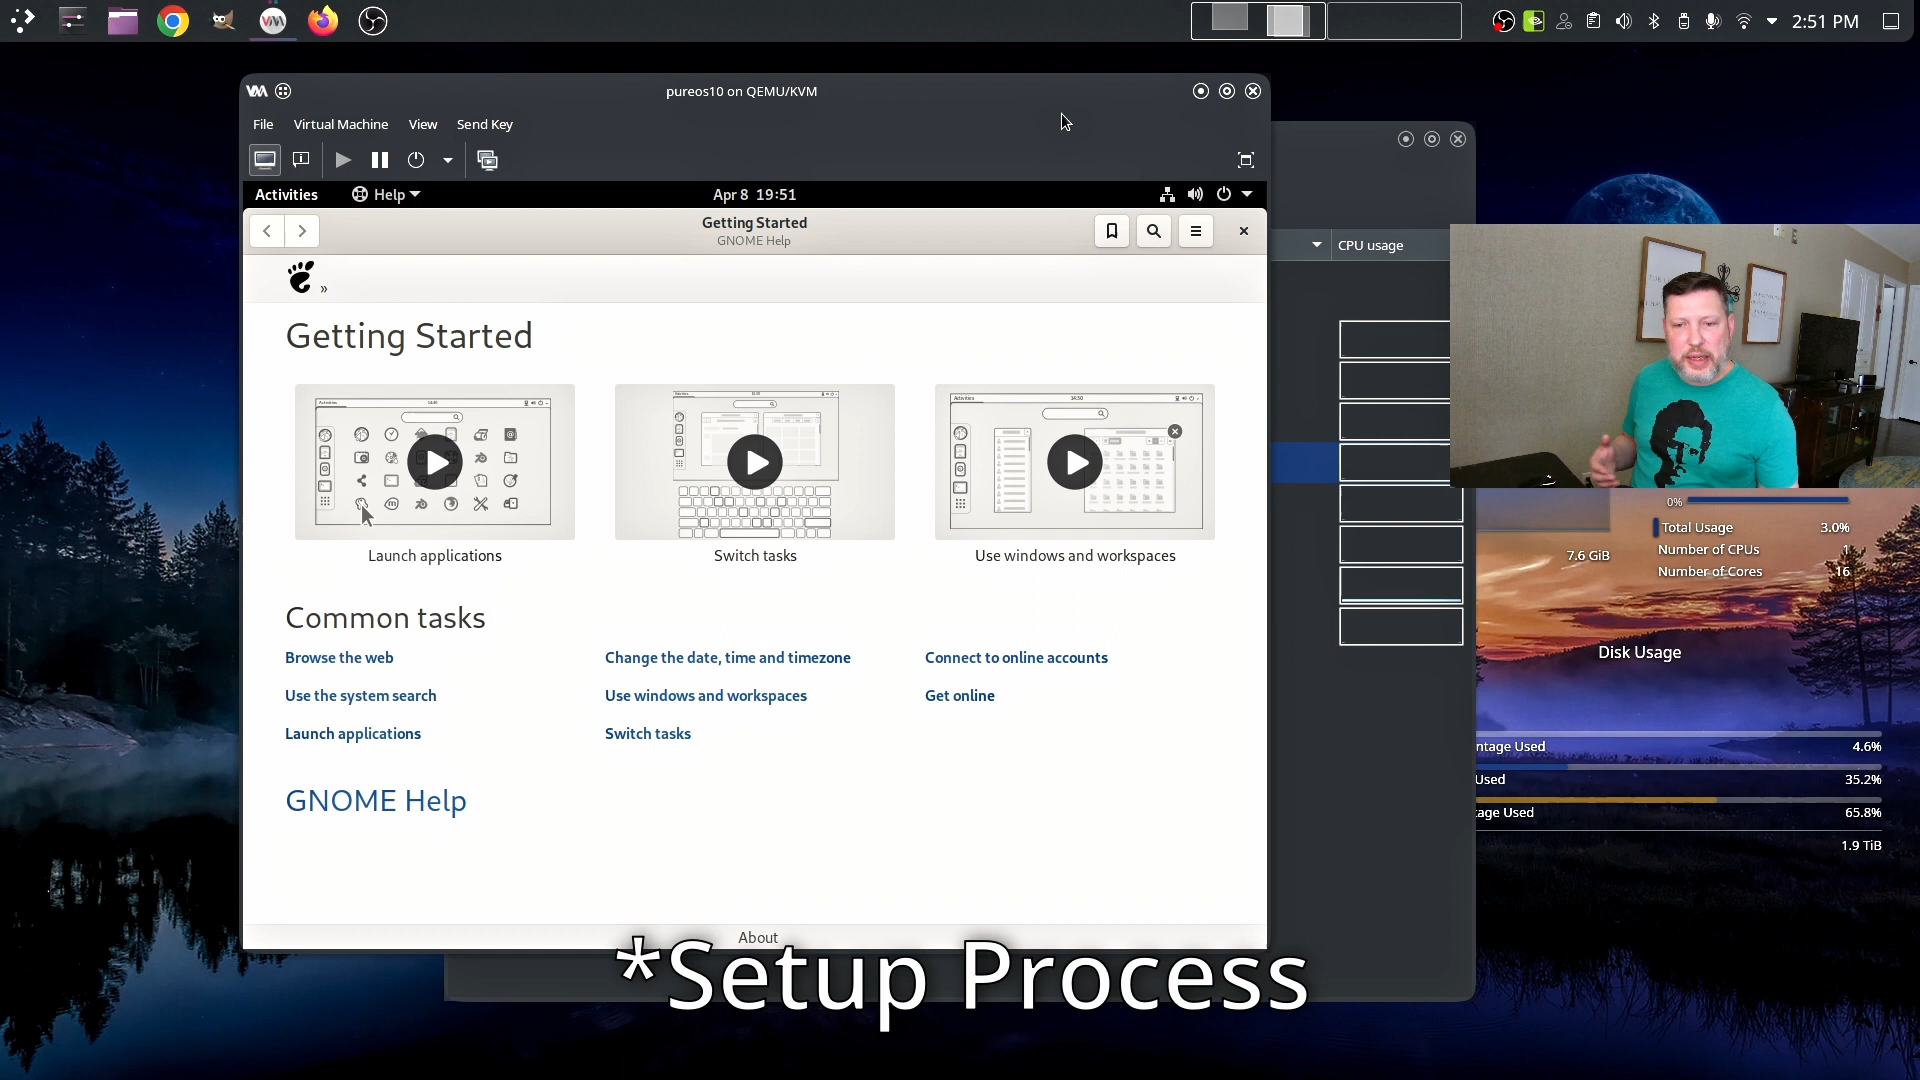 2:51 PM
pureos10 on QEMU/KVM
File Virtual Machine View Send Key
Activities Help Apr 8 19:51
Getting Started
GNOME Help
CPU usage
»
Getting Started
Launch applications Switch tasks Use windows and workspaces
Common tasks
Browse the web Change the date, time and timezone Connect to online accounts
Use the system search Use windows and workspaces Get online
Launch applications Switch tasks
GNOME Help
About
0%
Total Usage 3.0%
7.6 GiB
Number of CPUs 1
Number of Cores 16
Disk Usage
ntage Used 4.6%
Used 35.2%
tage Used 65.8%
1.9 TiB
*Setup Process